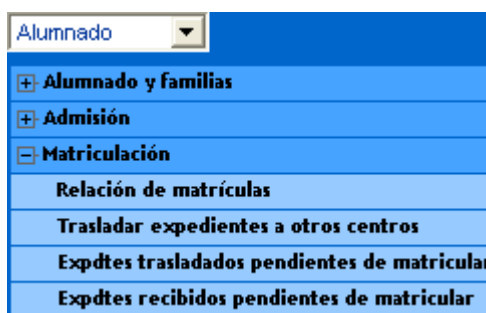 Alumnado
Alumnado y familias
Admisión
Matriculación
Relación de matrículas
Trasladar expedientes a otros centros
Expdtes trasladados pendientes de matricular
Expdtes recibidos pendientes de matricular